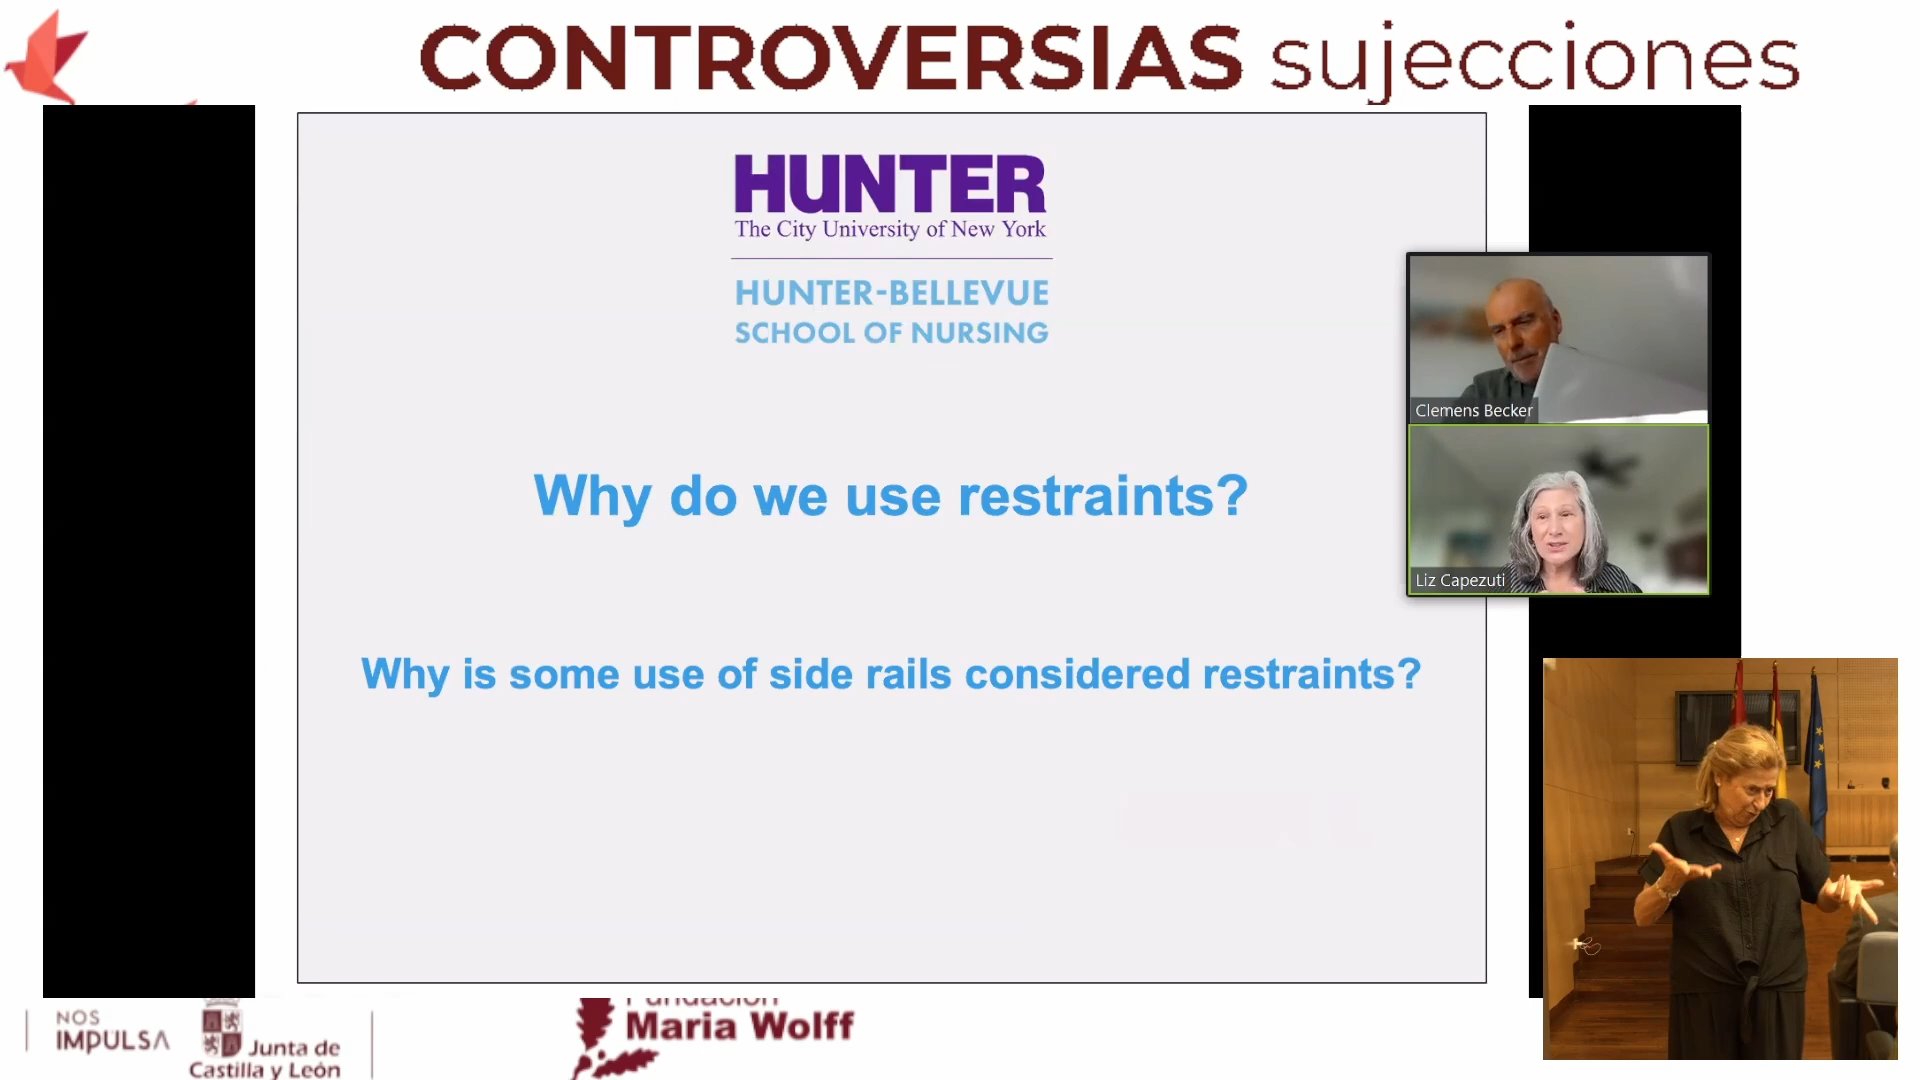 CONTROVERSIAS sujecciones
HUNTER
The City University of New York
HUNTER-BELLEVUE
SCHOOL OF NURSING
Why do we use restraints?
Why is some use of side rails considered restraints?
Clemens Becker
Liz Capezuti
NOS
IMPULSA
Junta de
Castilla y León
Fundación
Maria Wolff